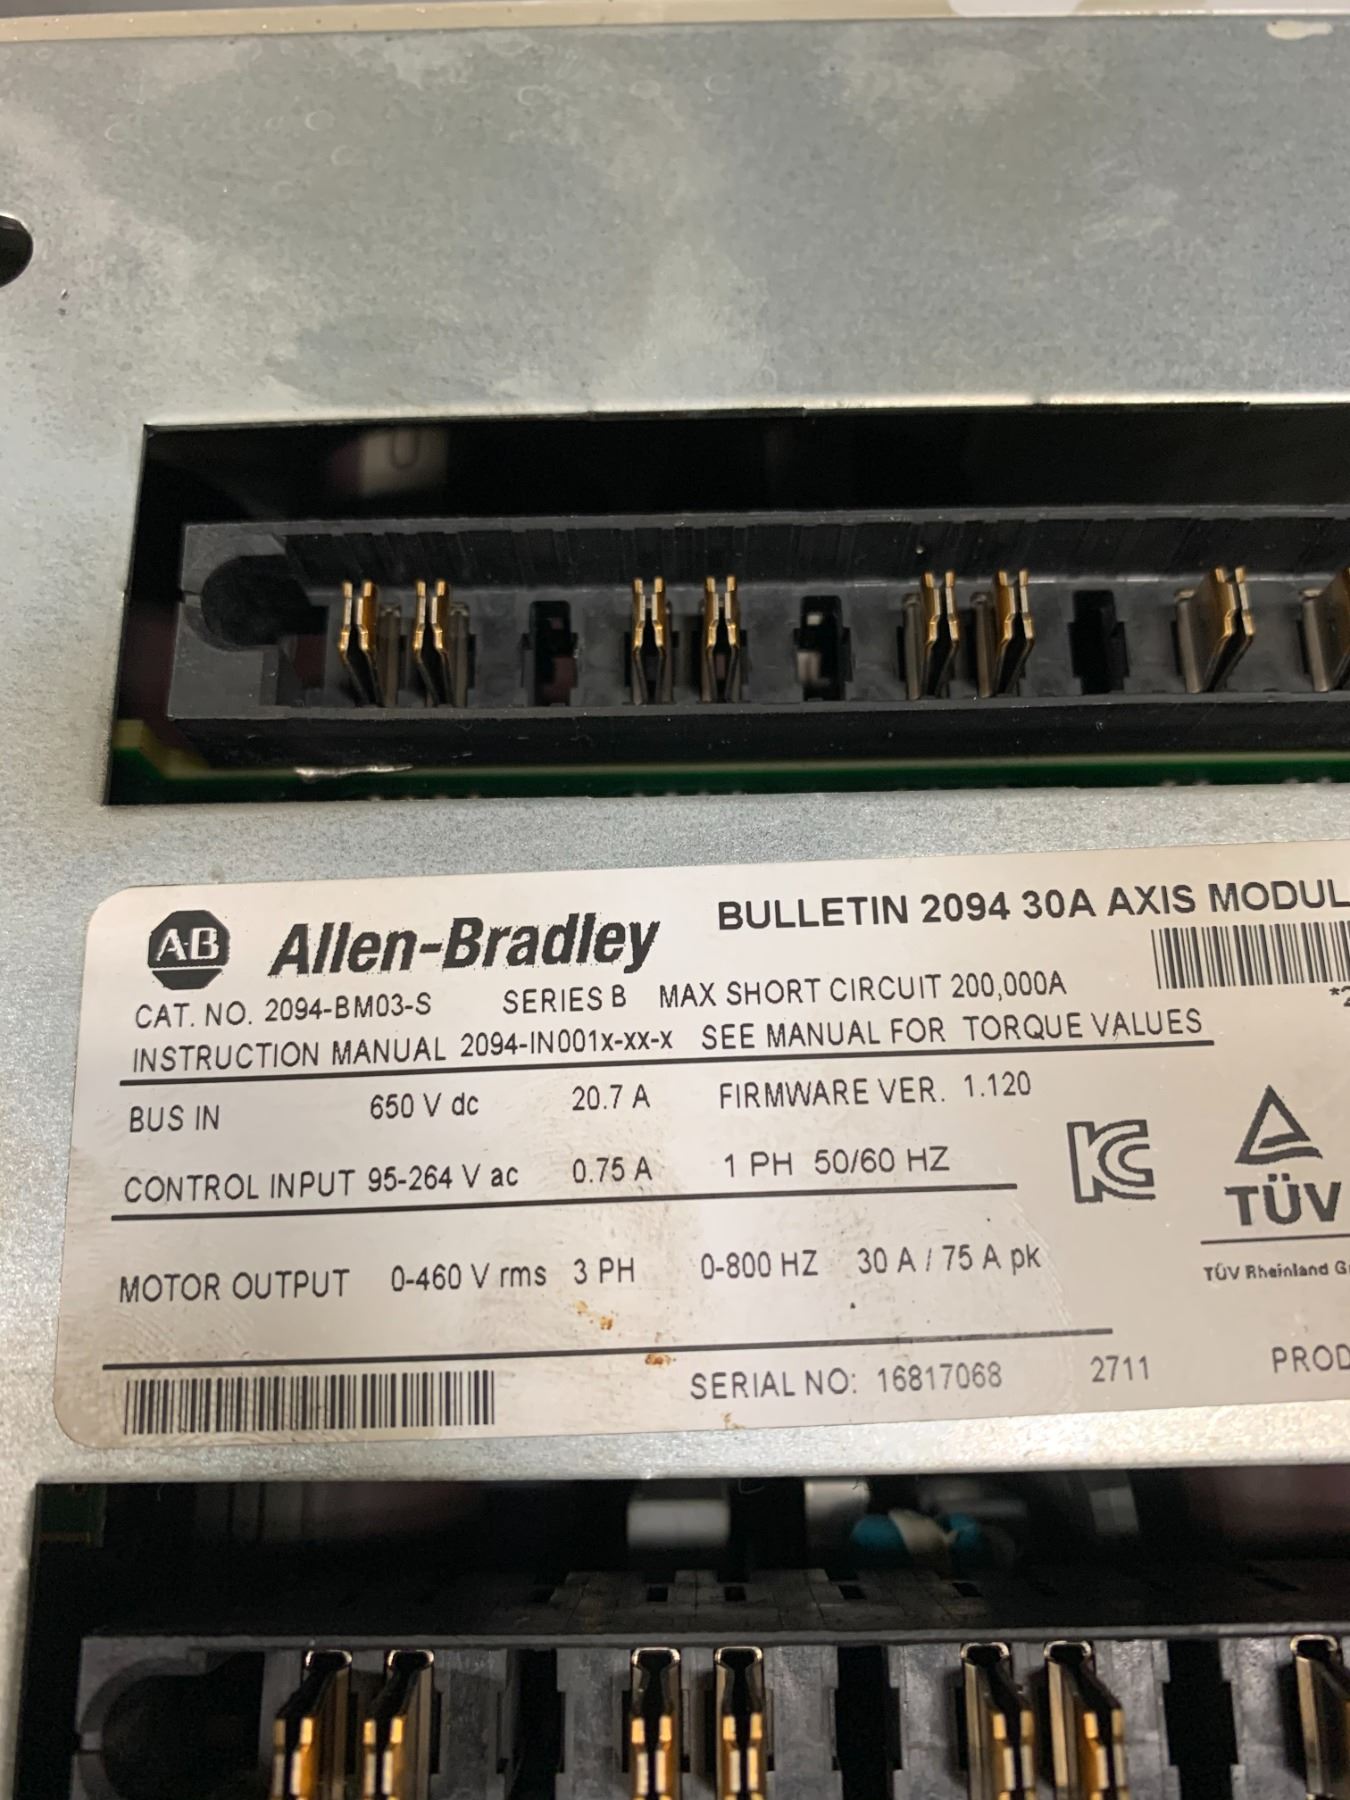 A-B Allen-Bradley
BULLETIN 2094 30A AXIS MODUL
CAT. NO. 2094-BM03-S SERIES B MAX SHORT CIRCUIT 200,000A
*2
INSTRUCTION MANUAL 2094-IN001x-xx-x SEE MANUAL FOR TORQUE VALUES
BUS IN 650 V dc 20.7 A FIRMWARE VER. 1.120
CONTROL INPUT 95-264 V ac 0.75 A 1 PH 50/60 HZ
TÜV
TÜV Rheinland G
MOTOR OUTPUT 0-460 V rms 3 PH 0-800 HZ 30 A / 75 A pk
SERIAL NO: 16817068 2711 PROD